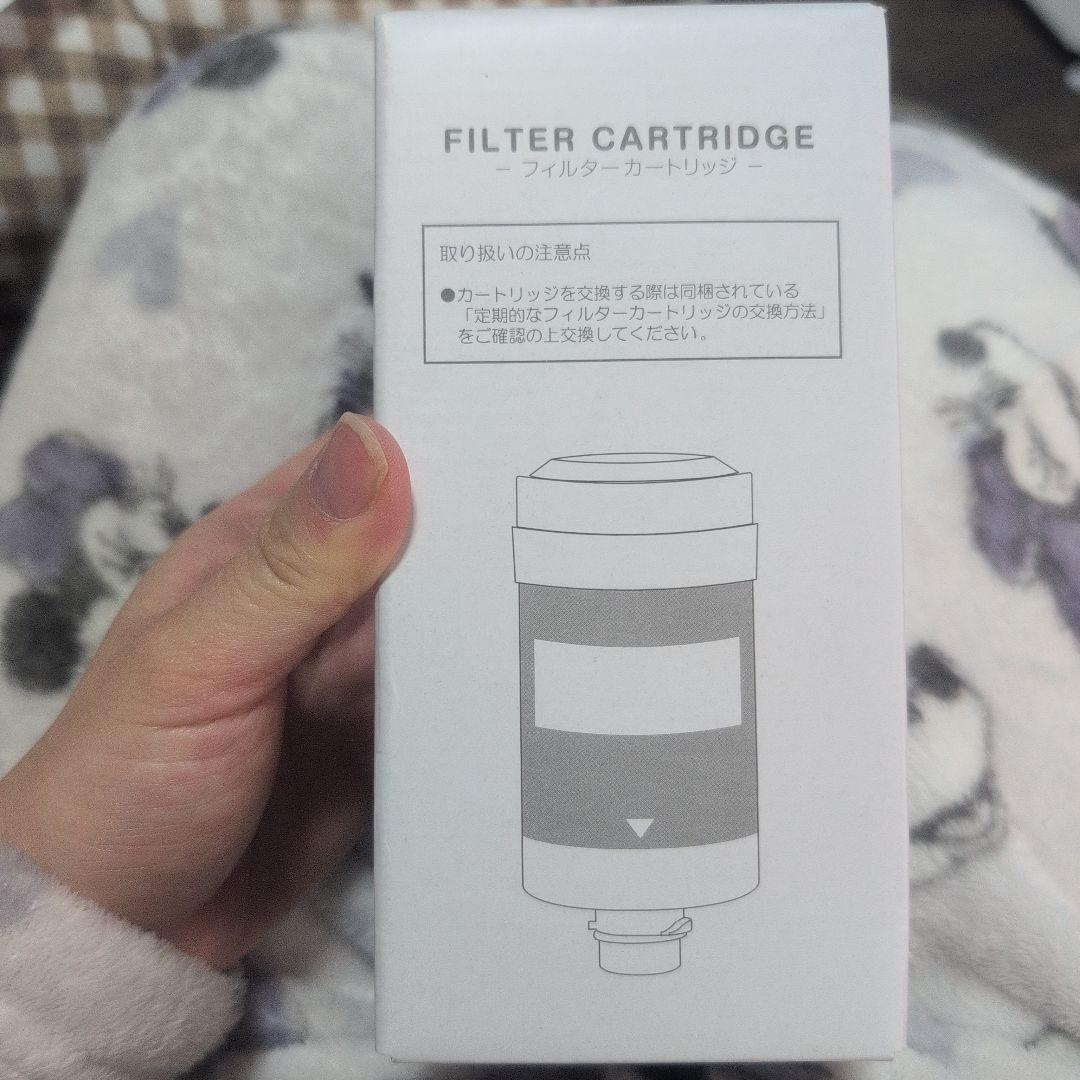 FILTER CARTRIDGE
− フィルターカートリッジ −
取り扱いの注意点
●カートリッジを交換する際は同梱されている
「定期的なフィルターカートリッジの交換方法」
をご確認の上交換してください。